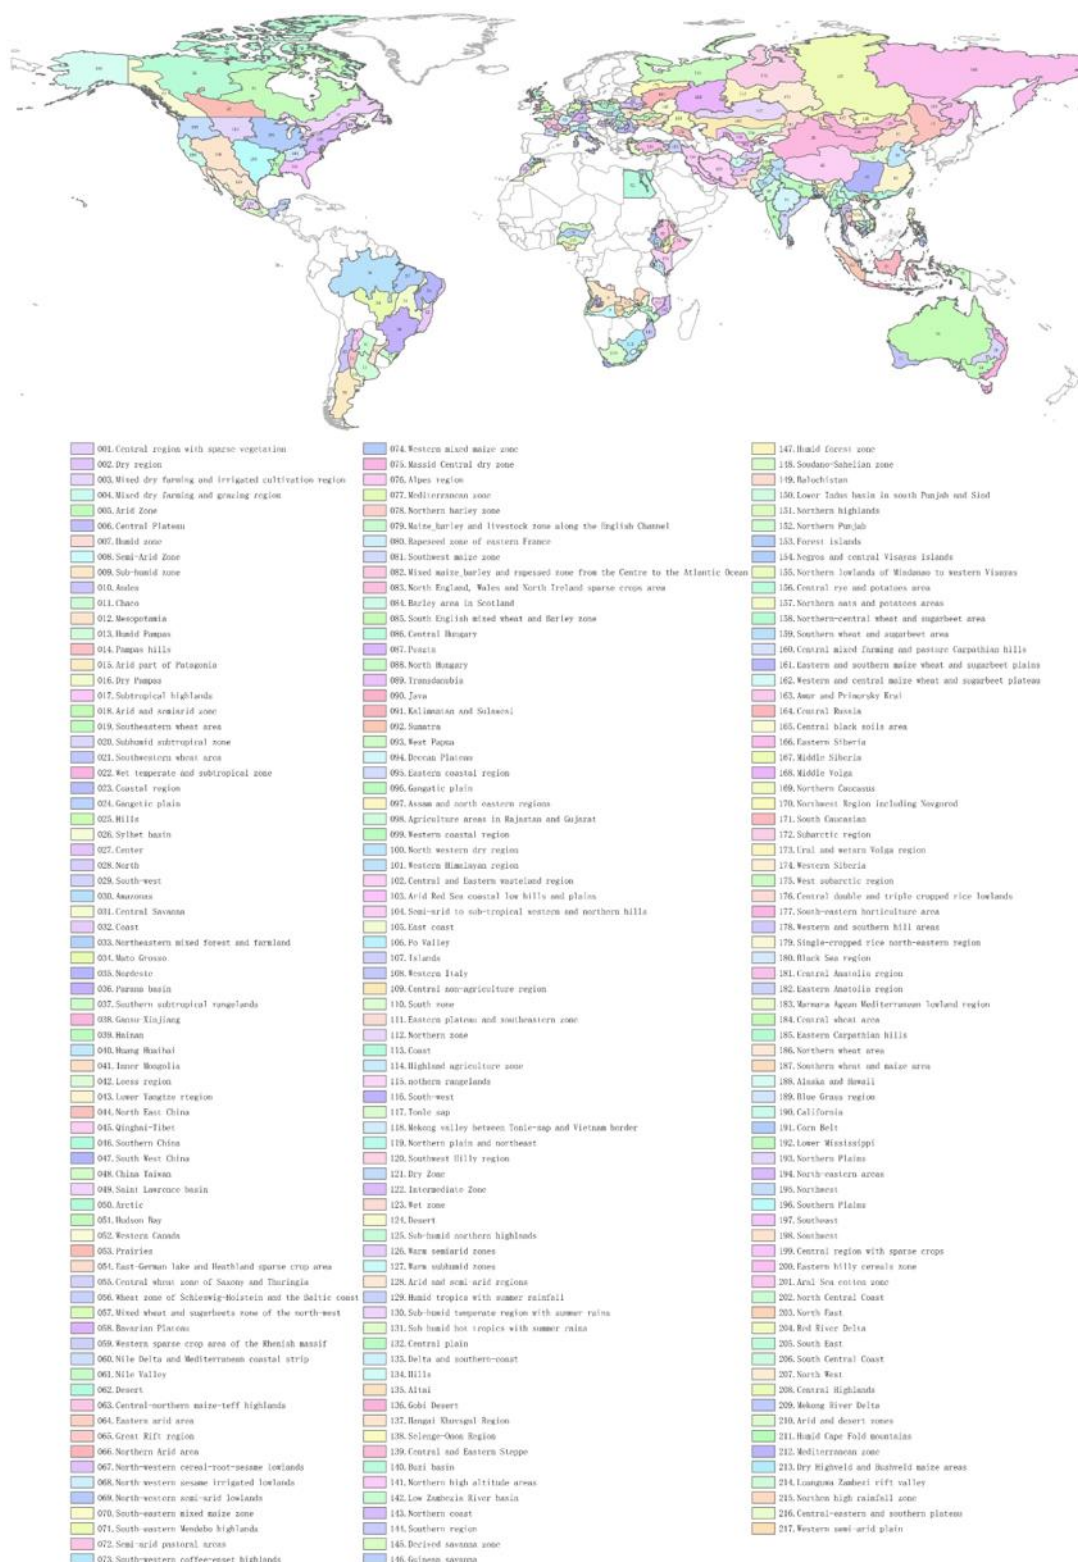 001.Central region with sparse vegetation
002.Dry region
003.Mixed dry farming and irrigated cultivation region
004.Mixed dry farming and grazing region
005.Arid Zone
006.Central Plateau
007.Humid zone
008.Semi-Arid Zone
009.Sub-humid zone
010.Andes
011.Chaco
012.Mesopotamia
013.Humid Pampas
014.Pampas hills
015.Arid part of Patagonia
016.Dry Pampas
017.Subtropical highlands
018.Arid and semiarid zone
019.Southeastern wheat area
020.Subhumid subtropical zone
021.Southwestern wheat area
022.Wet temperate and subtropical zone
023.Coastal region
024.Gangetic plain
025.Hills
026.Sylhet basin
027.Center
028.North
029.South-west
030.Amazonas
031.Central Savanna
032.Coast
033.Northeastern mixed forest and farmland
034.Mato Grosso
035.Nordeste
036.Parana basin
037.Southern subtropical rangelands
038.Gansu-Xinjiang
039.Hainan
040.Huang Huaihai
041.Inner Mongolia
042.Loess region
043.Lower Yangtze rtegion
044.North East China
045.Qinghai-Tibet
046.Southern China
047.South West China
048.China Taiwan
049.Saint Lawrence basin
050.Arctic
051.Hudson Bay
052.Western Canada
053.Prairies
054.East-German lake and Heathland sparse crop area
055.Central wheat zone of Saxony and Thuringia
056.Wheat zone of Schleswig-Holstein and the Baltic coast
057.Mixed wheat and sugarbeets zone of the north-west
058.Bavarian Plateau
059.Western sparse crop area of the Rhenish massif
060.Nile Delta and Mediterranean coastal strip
061.Nile Valley
062.Desert
063.Central-northern maize-teff highlands
064.Eastern arid area
065.Great Rift region
066.Northern Arid area
067.North-western cereal-root-sesame lowlands
068.North-western sesame irrigated lowlands
069.North-western semi-arid lowlands
070.South-eastern mixed maize zone
071.South-eastern Mendebo highlands
072.Semi-arid pastoral areas
073.South-western coffee-enset highlands
074.Western mixed maize zone
075.Massid Central dry zone
076.Alpes region
077.Mediterranean zone
078.Northern barley zone
079.Maize_barley and livestock zone along the English Channel
080.Rapeseed zone of eastern France
081.Southwest maize zone
082.Mixed maize_barley and rapessed zone from the Centre to the Atlantic Ocean
083.North England, Wales and North Ireland sparse crops area
084.Barley area in Scotland
085.South English mixed wheat and Barley zone
086.Central Hungary
087.Puszta
088.North Hungary
089.Transdanubia
090.Java
091.Kalimantan and Sulawesi
092.Sumatra
093.West Papua
094.Deccan Plateau
095.Eastern coastal region
096.Gangatic plain
097.Assam and north eastern regions
098.Agriculture areas in Rajastan and Gujarat
099.Western coastal region
100.North western dry region
101.Western Himalayan region
102.Central and Eastern wasteland region
103.Arid Red Sea coastal low hills and plains
104.Semi-arid to sub-tropical western and northern hills
105.East coast
106.Po Valley
107.Islands
108.Western Italy
109.Central non-agriculture region
110.South zone
111.Eastern plateau and southeastern zone
112.Northern zone
113.Coast
114.Highland agriculture zone
115.nothern rangelands
116.South-west
117.Tonle sap
118.Mekong valley between Tonle-sap and Vietnam border
119.Northern plain and northeast
120.Southwest Hilly region
121.Dry Zone
122.Intermediate Zone
123.Wet zone
124.Desert
125.Sub-humid northern highlands
126.Warm semiarid zones
127.Warm subhumid zones
128.Arid and semi-arid regions
129.Humid tropics with summer rainfall
130.Sub-humid temperate region with summer rains
131.Sub humid hot tropics with summer rains
132.Central plain
133.Delta and southern-coast
134.Hills
135.Altai
136.Gobi Desert
137.Hangai Khuvsgul Region
138.Selenge-Onon Region
139.Central and Eastern Steppe
140.Buzi basin
141.Northern high altitude areas
142.Low Zambezia River basin
143.Northern coast
144.Southern region
145.Derived savanna zone
146.Guinean savanna
147.Humid forest zone
148.Soudano-Sahelian zone
149.Balochistan
150.Lower Indus basin in south Punjab and Sind
151.Northern highlands
152.Northern Punjab
153.Forest islands
154.Negros and central Visayas islands
155.Northern lowlands of Mindanao to western Visayas
156.Central rye and potatoes area
157.Northern oats and potatoes areas
158.Northern-central wheat and sugarbeet area
159.Southern wheat and sugarbeet area
160.Central mixed farming and pasture Carpathian hills
161.Eastern and southern maize wheat and sugarbeet plains
162.Western and central maize wheat and sugarbeet plateau
163.Amur and Primorsky Krai
164.Central Russia
165.Central black soils area
166.Eastern Siberia
167.Middle Siberia
168.Middle Volga
169.Northern Caucasus
170.Northwest Region including Novgorod
171.South Caucasian
172.Subarctic region
173.Ural and wetsrn Volga region
174.Western Siberia
175.West subarctic region
176.Central double and triple cropped rice lowlands
177.South-eastern horticulture area
178.Western and southern hill areas
179.Single-cropped rice north-eastern region
180.Black Sea region
181.Central Anatolia region
182.Eastern Anatolia region
183.Marmara Agean Mediterranean lowland region
184.Central wheat area
185.Eastern Carpathian hills
186.Northern wheat area
187.Southern wheat and maize area
188.Alaska and Hawaii
189.Blue Grass region
190.California
191.Corn Belt
192.Lower Mississippi
193.Northern Plains
194.North-eastern areas
195.Northwest
196.Southern Plains
197.Southeast
198.Southwest
199.Central region with sparse crops
200.Eastern hilly cereals zone
201.Aral Sea cotton zone
202.North Central Coast
203.North East
204.Red River Delta
205.South East
206.South Central Coast
207.North West
208.Central Highlands
209.Mekong River Delta
210.Arid and desert zones
211.Humid Cape Fold mountains
212.Mediterranean zone
213.Dry Highveld and Bushveld maize areas
214.Luangwa Zambezi rift valley
215.Northen high rainfall zone
216.Central-eastern and southern plateau
217.Western semi-arid plain